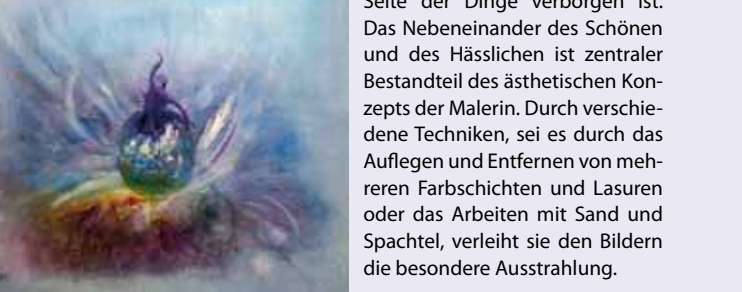 Seite der Dinge verborgen ist.
Das Nebeneinander des Schönen
und des Hässlichen ist zentraler
Bestandteil des ästhetischen Kon-
zepts der Malerin. Durch verschie-
dene Techniken, sei es durch das
Auflegen und Entfernen von meh-
reren Farbschichten und Lasuren
oder das Arbeiten mit Sand und
Spachtel, verleiht sie den Bildern
die besondere Ausstrahlung.